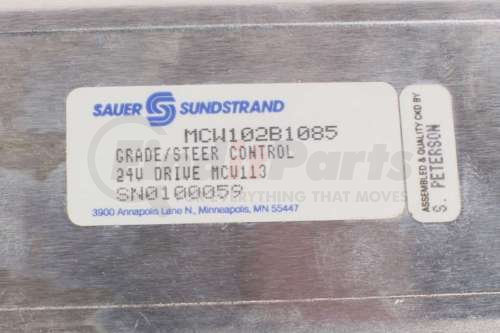 SAUER SUNDSTRAND
MCW102B1085
GRADE/STEER CONTROL
24V DRIVE MCV113
SN0100059
3900 Annapolis Lane N., Minneapolis, MN 55447
ASSEMBLED & QUALITY CKD BY
S. PETERSON